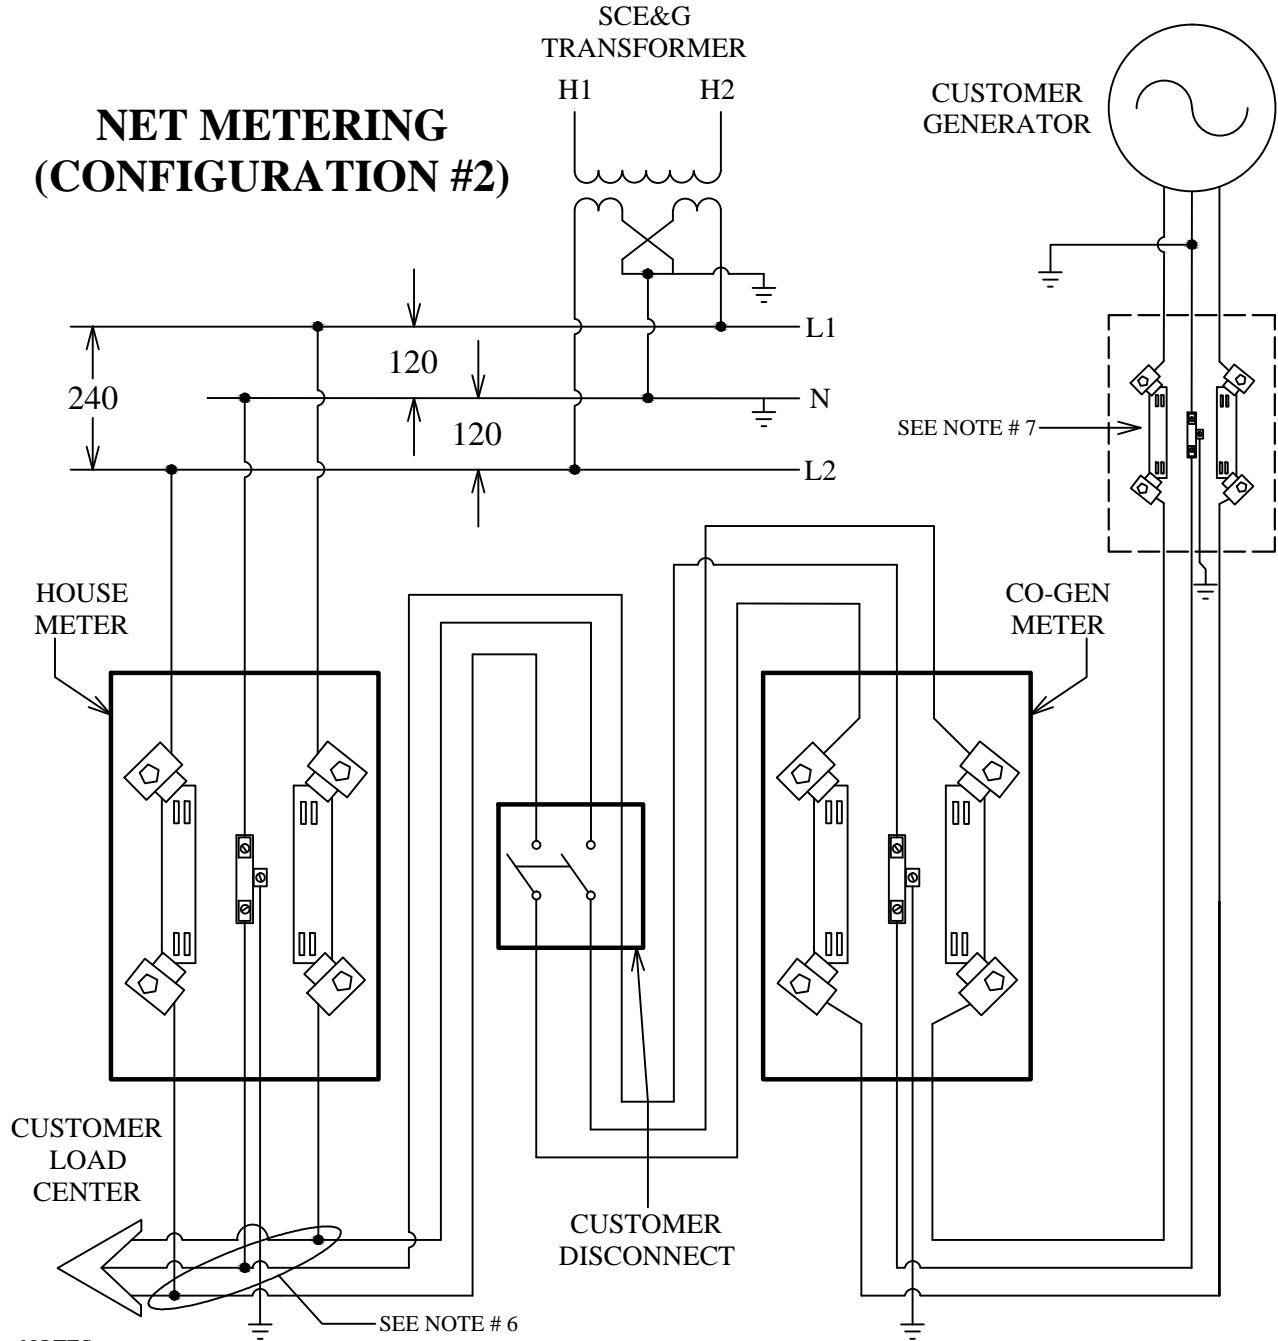 SCE&G
TRANSFORMER
H1
H2
CUSTOMER
GENERATOR
NET METERING
(CONFIGURATION #2)
L1
120
240
N
120
L2
SEE NOTE # 7
HOUSE
METER
CO-GEN
METER
CUSTOMER
LOAD
CENTER
CUSTOMER
DISCONNECT
SEE NOTE # 6